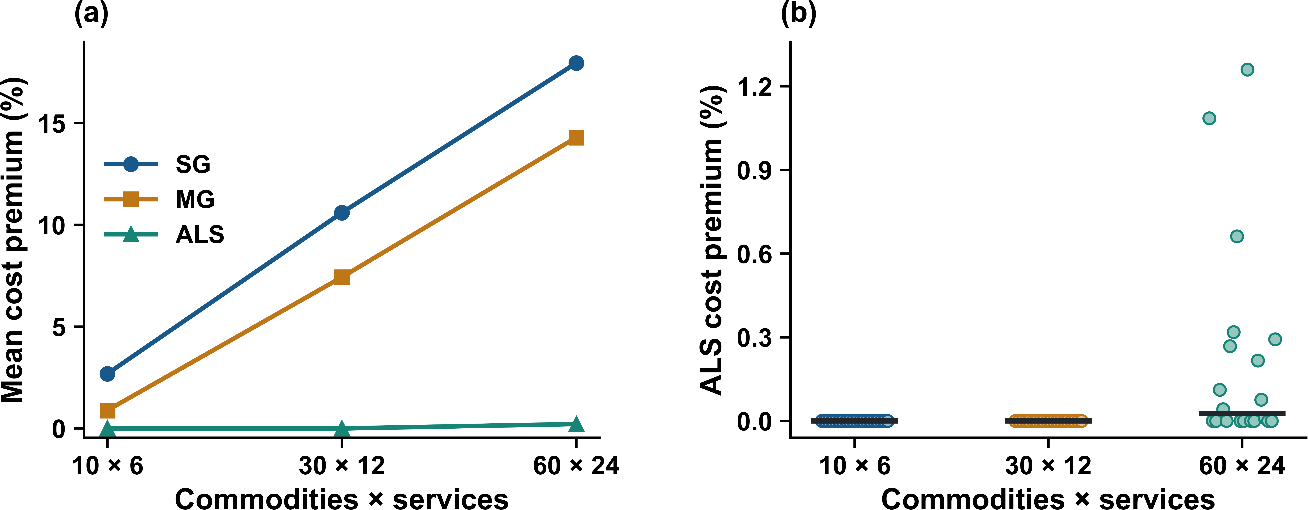 (a)
Mean cost premium (%)
15
10
5
0
SG
MG
ALS
10 × 6
30 × 12
60 × 24
Commodities × services
(b)
ALS cost premium (%)
1.2
0.9
0.6
0.3
0.0
10 × 6
30 × 12
60 × 24
Commodities × services